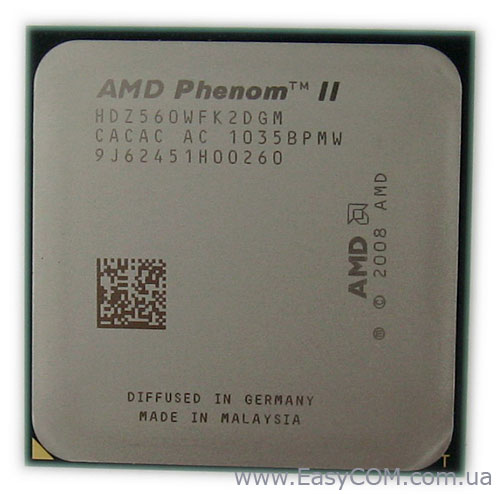 AMD Phenom™ II
HDZ560WFK2DGM
CACAC AC 1035BPMW
9J62451H00260
AMD
© 2008 AMD
DIFFUSED IN GERMANY
MADE IN MALAYSIA
T
www.EasyCOM.com.ua